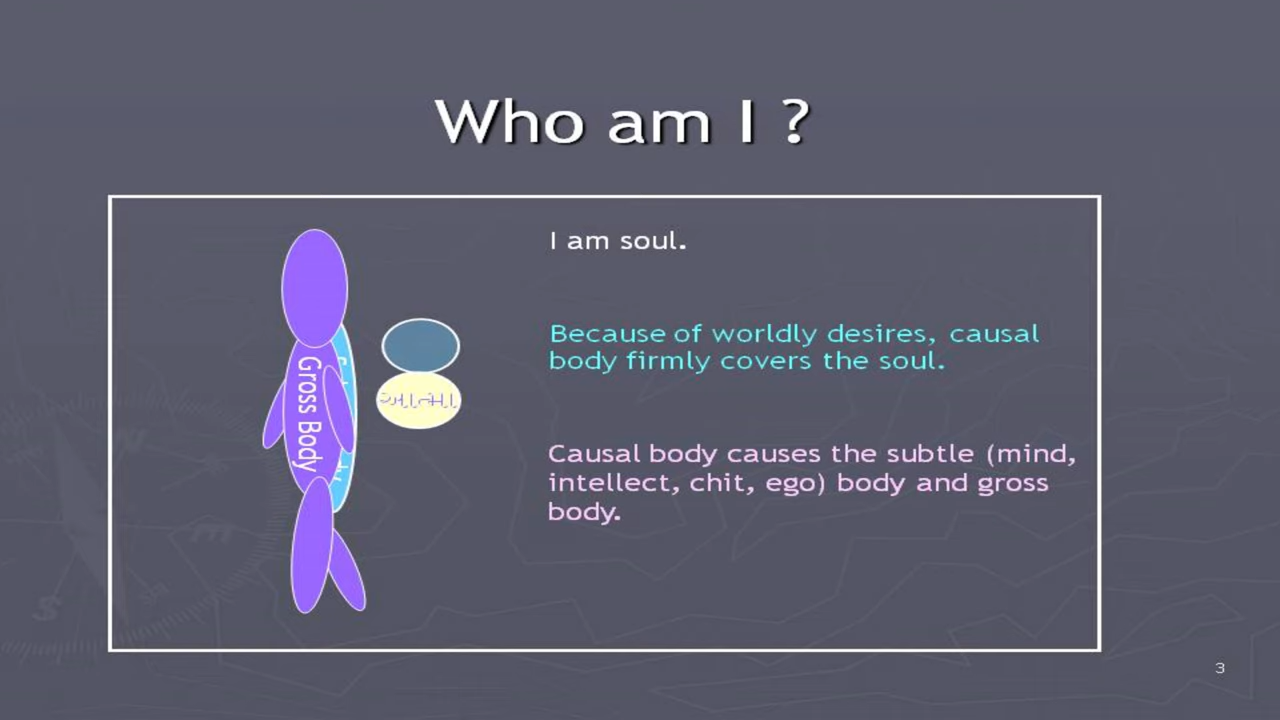 Who am I ?
I am soul.
Because of worldly desires, causal
body firmly covers the soul.
Gross Body
Causal body causes the subtle (mind,
intellect, chit, ego) body and gross
body.
3